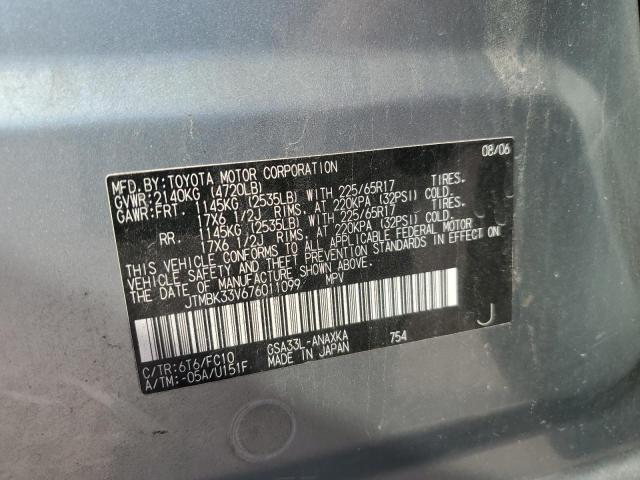 08/06
MFD. BY:TOYOTA MOTOR CORPORATION
GVWR:2140KG (4720LB)
GAWR:FRT. 1145KG (2535LB) WITH 225/65R17 TIRES.
17X6 1/2J RIMS. AT 220KPA (32PSI) COLD.
RR. 1145KG (2535LB) WITH 225/65R17 TIRES.
17X6 1/2J RIMS. AT 220KPA (32PSI) COLD.
THIS VEHICLE CONFORMS TO ALL APPLICABLE FEDERAL MOTOR
VEHICLE SAFETY AND THEFT PREVENTION STANDARDS IN EFFECT ON
THE DATE OF MANUFACTURE SHOWN ABOVE.
JTMBK33V676011099 MPV
C/TR:6T6/FC10 GSA33L-ANAXKA 754
A/TM:-05A/U151F MADE IN JAPAN J